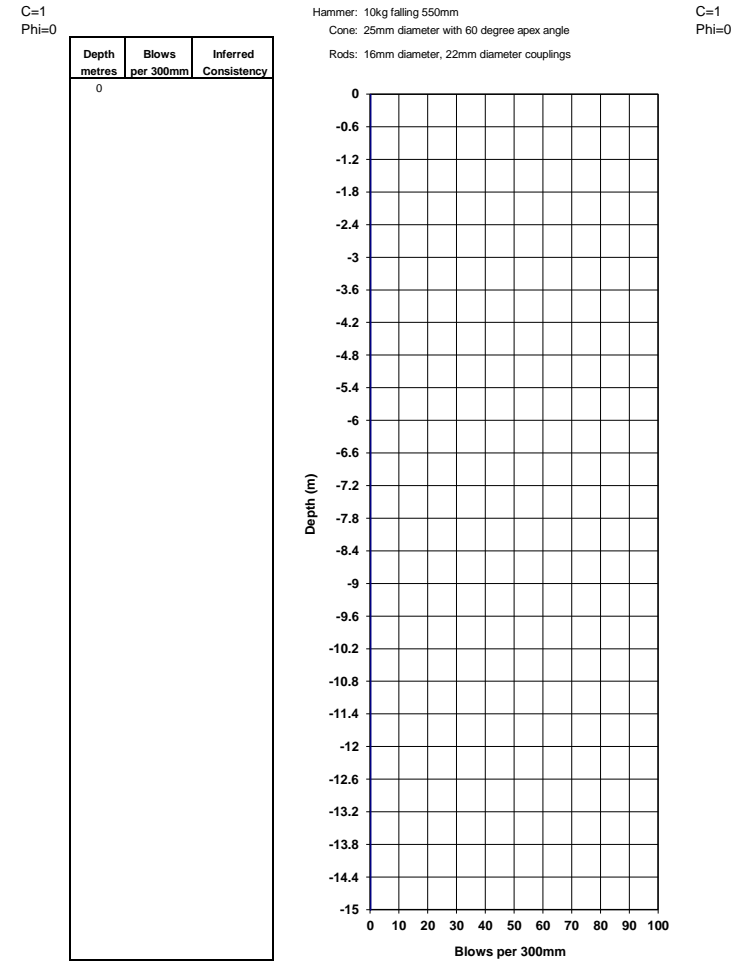 C=1
Phi=0
Hammer: 10kg falling 550mm
Cone: 25mm diameter with 60 degree apex angle
Rods: 16mm diameter, 22mm diameter couplings
C=1
Phi=0
Depth metres
Blows per 300mm
Inferred Consistency
0
0
-0.6
-1.2
-1.8
-2.4
-3
-3.6
-4.2
-4.8
-5.4
-6
-6.6
-7.2
-7.8
-8.4
-9
-9.6
-10.2
-10.8
-11.4
-12
-12.6
-13.2
-13.8
-14.4
-15
Depth (m)
0 10 20 30 40 50 60 70 80 90 100
Blows per 300mm